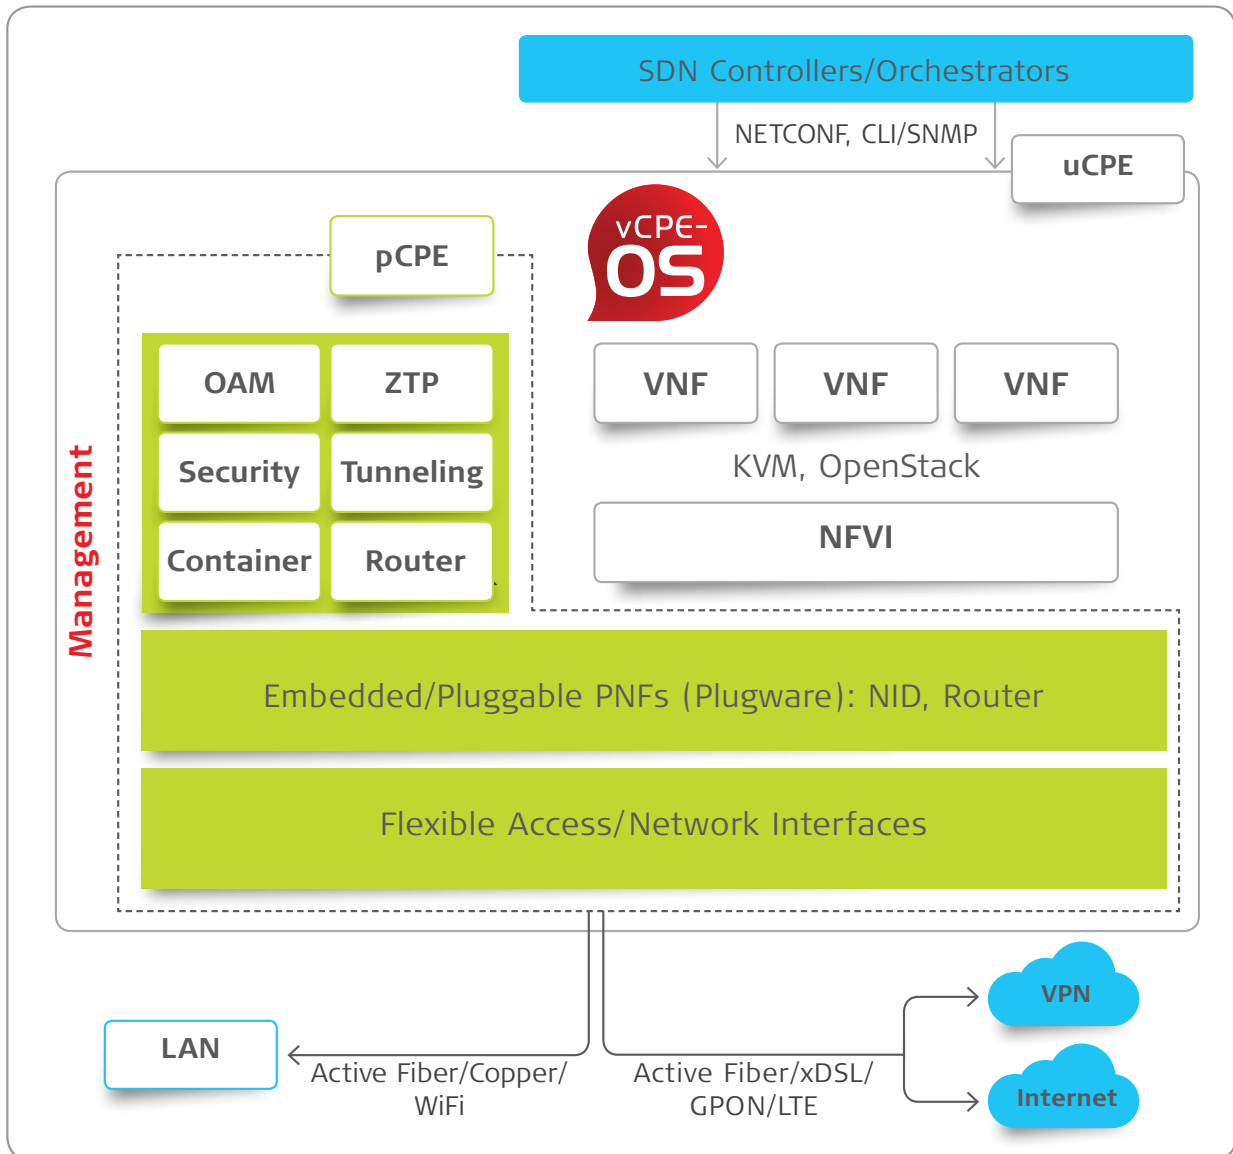 SDN Controllers/Orchestrators
NETCONF, CLI/SNMP
uCPE
vCPE-
OS
pCPE
OAM
ZTP
VNF
VNF
VNF
Management
Security
Tunneling
KVM, OpenStack
Container
Router
NFVI
Embedded/Pluggable PNFs (Plugware): NID, Router
Flexible Access/Network Interfaces
VPN
LAN
Active Fiber/Copper/
WiFi
Active Fiber/xDSL/
GPON/LTE
Internet